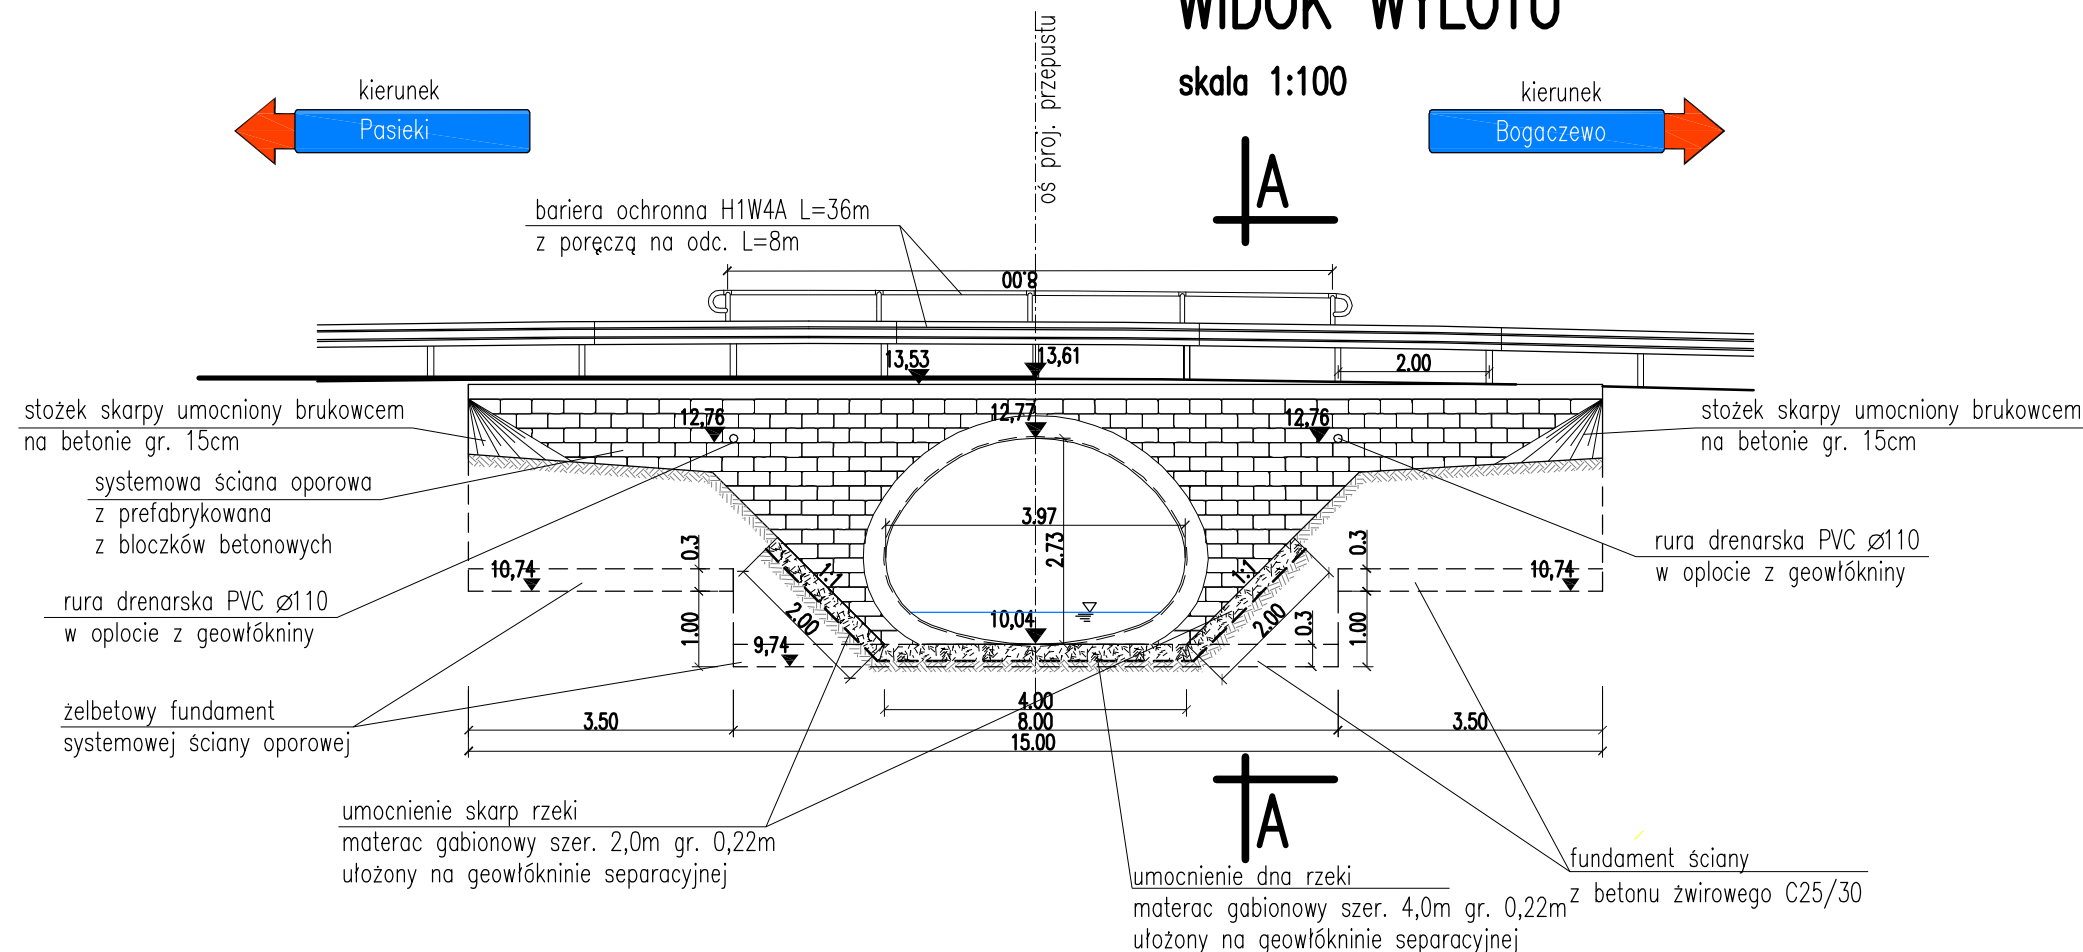 WIDOK WYLOTU
skala 1:100
oś proj. przepustu
kierunek
Pasieki
kierunek
Bogaczewo
A
bariera ochronna H1W4A L=36m
z poręczą na odc. L=8m
8.00
13,53
13,61
2.00
stożek skarpy umocniony brukowcem
na betonie gr. 15cm
12,76
12,77
12,76
stożek skarpy umocniony brukowcem
na betonie gr. 15cm
systemowa ściana oporowa
z prefabrykowana
z bloczków betonowych
3.97
2.73
rura drenarska PVC ⌀110
w oplocie z geowłókniny
10,74
0.3
1:1
1:1
0.3
10,74
rura drenarska PVC ⌀110
w oplocie z geowłókniny
1.00
2.00
10,04
2.00
0.3
1.00
9,74
żelbetowy fundament
systemowej ściany oporowej
4.00
3.50
8.00
3.50
15.00
A
umocnienie skarp rzeki
materac gabionowy szer. 2,0m gr. 0,22m
ułożony na geowłókninie separacyjnej
umocnienie dna rzeki
materac gabionowy szer. 4,0m gr. 0,22m
ułożony na geowłókninie separacyjnej
fundament ściany
z betonu żwirowego C25/30